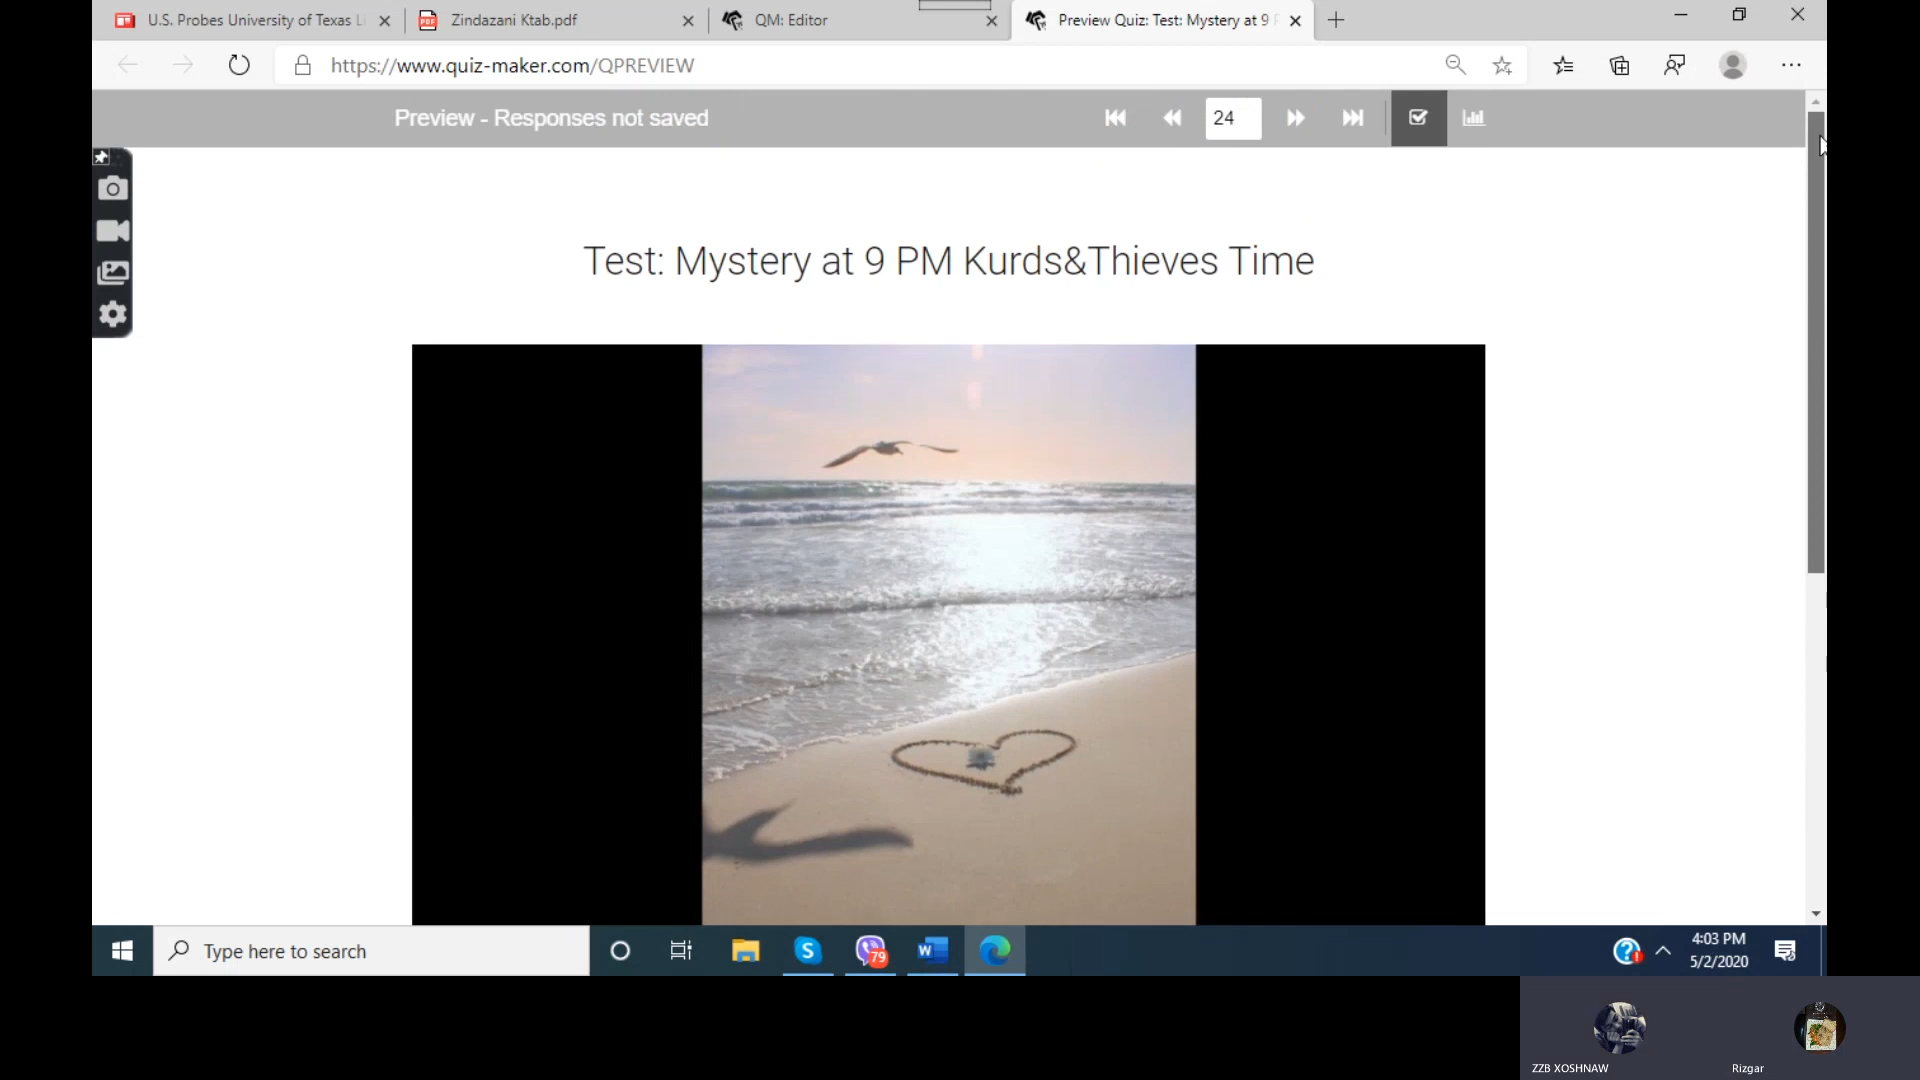 U.S. Probes University of Texas Li
Zindazani Ktab.pdf
QM: Editor
Preview Quiz: Test: Mystery at 9 P
https://www.quiz-maker.com/QPREVIEW
Preview - Responses not saved
24
Test: Mystery at 9 PM Kurds&Thieves Time
Type here to search
79
4:03 PM
5/2/2020
ZZB XOSHNAW
Rizgar